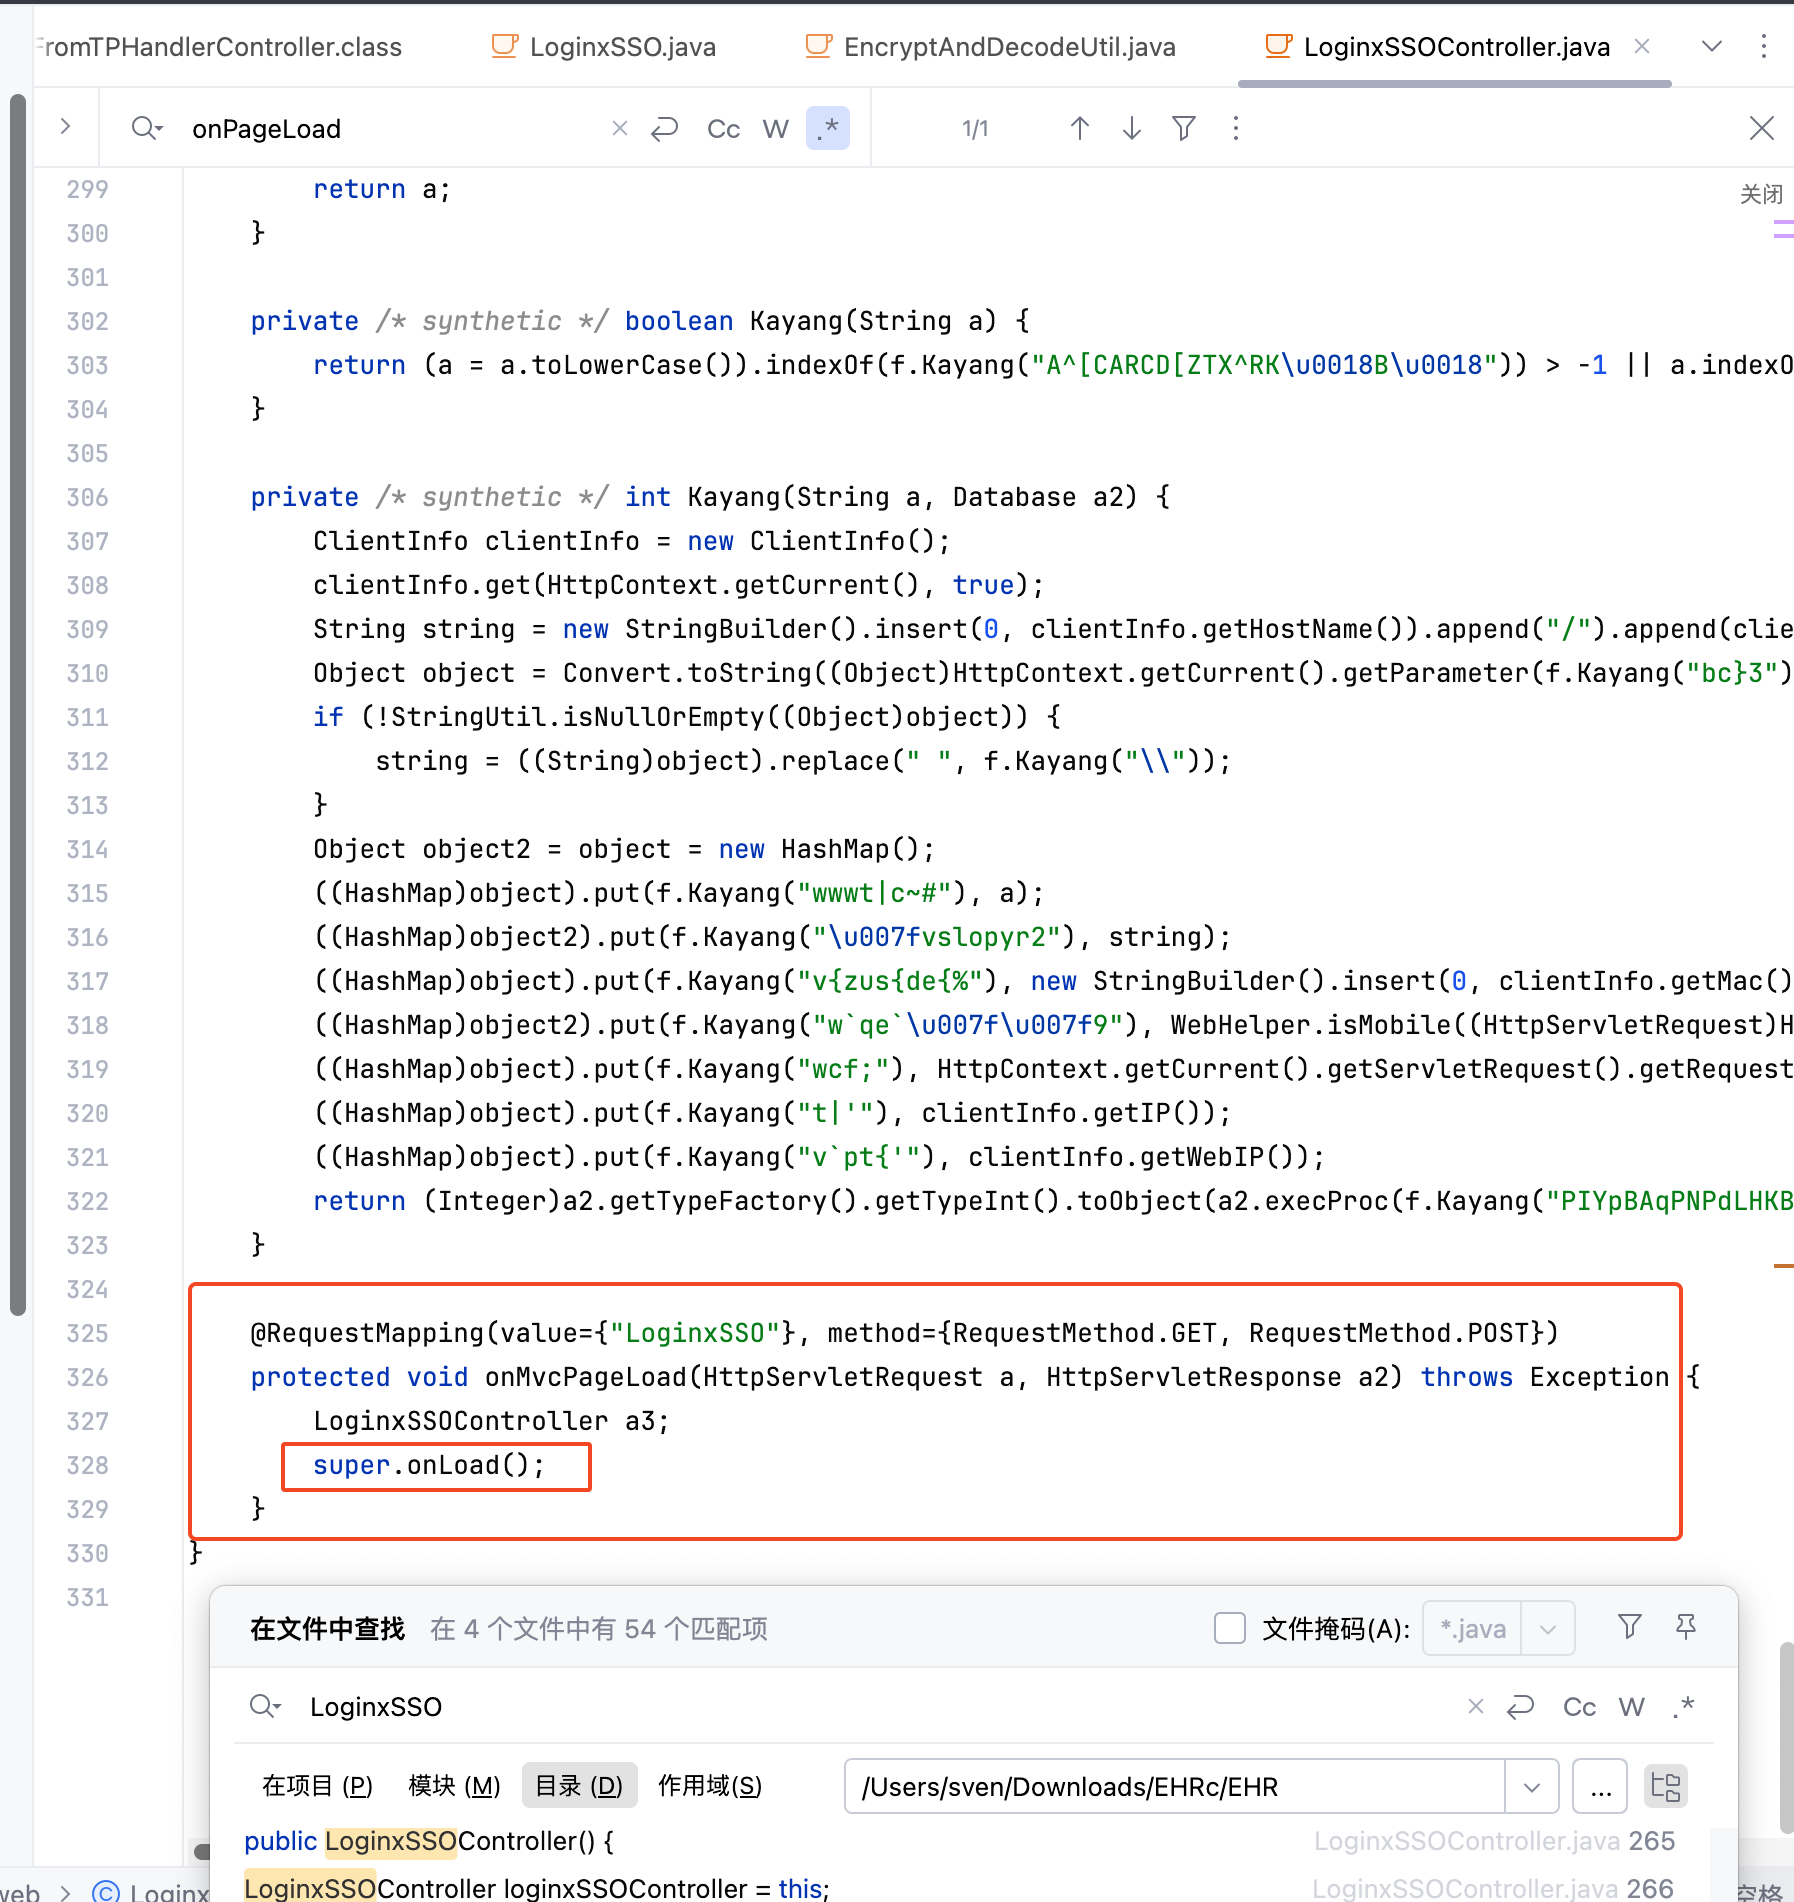 romTPHandlerController.class LoginxSSO.java EncryptAndDecodeUtil.java LoginxSSOController.java
onPageLoad Cc W .* 1/1
299 return a;
关闭
300 }
301
302 private /* synthetic */ boolean Kayang(String a) {
303 return (a = a.toLowerCase()).indexOf(f.Kayang("A^[CARCD[ZTX^RK\u0018B\u0018")) > -1 || a.indexO
304 }
305
306 private /* synthetic */ int Kayang(String a, Database a2) {
307 ClientInfo clientInfo = new ClientInfo();
308 clientInfo.get(HttpContext.getCurrent(), true);
309 String string = new StringBuilder().insert(0, clientInfo.getHostName()).append("/").append(clie
310 Object object = Convert.toString((Object)HttpContext.getCurrent().getParameter(f.Kayang("bc}3")
311 if (!StringUtil.isNullOrEmpty((Object)object)) {
312 string = ((String)object).replace(" ", f.Kayang("\\"));
313 }
314 Object object2 = object = new HashMap();
315 ((HashMap)object).put(f.Kayang("wwwt|c~#"), a);
316 ((HashMap)object2).put(f.Kayang("\u007fvslopyr2"), string);
317 ((HashMap)object).put(f.Kayang("v{zus{de{%"), new StringBuilder().insert(0, clientInfo.getMac()
318 ((HashMap)object2).put(f.Kayang("w`qe`\u007f\u007f9"), WebHelper.isMobile((HttpServletRequest)H
319 ((HashMap)object).put(f.Kayang("wcf;"), HttpContext.getCurrent().getServletRequest().getRequest
320 ((HashMap)object).put(f.Kayang("t|'"), clientInfo.getIP());
321 ((HashMap)object).put(f.Kayang("v`pt{'"), clientInfo.getWebIP());
322 return (Integer)a2.getTypeFactory().getTypeInt().toObject(a2.execProc(f.Kayang("PIYpBAqPNPdLHKB
323 }
324
325 @RequestMapping(value={"LoginxSSO"}, method={RequestMethod.GET, RequestMethod.POST})
326 protected void onMvcPageLoad(HttpServletRequest a, HttpServletResponse a2) throws Exception {
327 LoginxSSOController a3;
328 super.onLoad();
329 }
330 }
331
在文件中查找 在 4 个文件中有 54 个匹配项 文件掩码(A): *.java
LoginxSSO Cc W .*
在项目 (P) 模块 (M) 目录 (D) 作用域(S) /Users/sven/Downloads/EHRc/EHR ...
public LoginxSSOController() { LoginxSSOController.java 265
LoginxSSOController loginxSSOController = this; LoginxSSOController.java 266
web > Loginx
空格